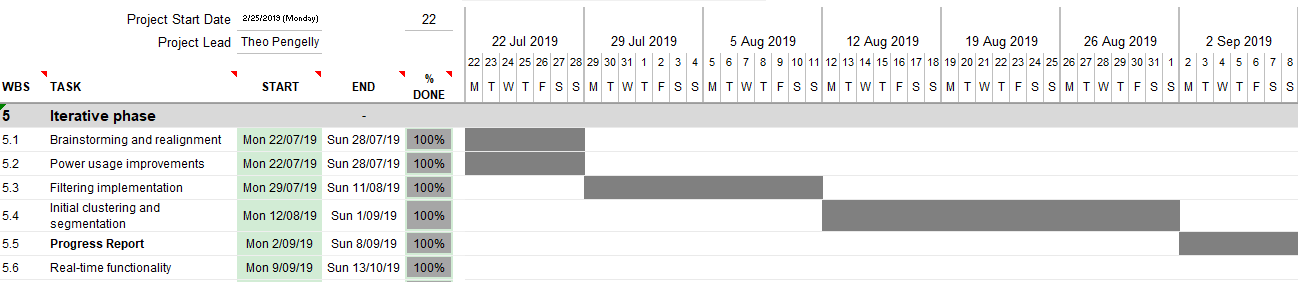 Project Start Date 2/25/2019 (Monday) 22
Project Lead Theo Pengelly
22 Jul 2019 29 Jul 2019 5 Aug 2019 12 Aug 2019 19 Aug 2019 26 Aug 2019 2 Sep 2019
22 23 24 25 26 27 28 29 30 31 1 2 3 4 5 6 7 8 9 10 11 12 13 14 15 16 17 18 19 20 21 22 23 24 25 26 27 28 29 30 31 1 2 3 4 5 6 7 8
WBS TASK START END % DONE M T W T F S S M T W T F S S M T W T F S S M T W T F S S M T W T F S S M T W T F S S M T W T F S S
5 Iterative phase -
5.1 Brainstorming and realignment Mon 22/07/19 Sun 28/07/19 100%
5.2 Power usage improvements Mon 22/07/19 Sun 28/07/19 100%
5.3 Filtering implementation Mon 29/07/19 Sun 11/08/19 100%
5.4 Initial clustering and segmentation Mon 12/08/19 Sun 1/09/19 100%
5.5 Progress Report Mon 2/09/19 Sun 8/09/19 100%
5.6 Real-time functionality Mon 9/09/19 Sun 13/10/19 100%